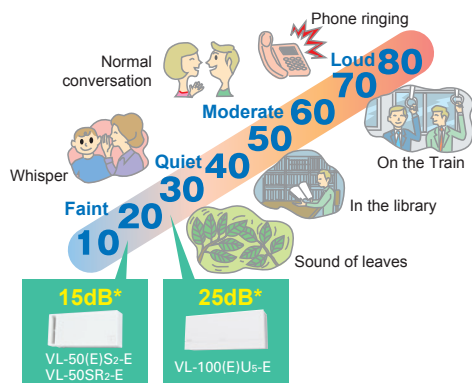 Phone ringing
Normal
conversation
Loud 80
70
Moderate 60
50
On the Train
Whisper
Quiet 40
30
In the library
Faint 20
10
Sound of leaves
15dB*
VL-50(E)S2-E
VL-50SR2-E
25dB*
VL-100(E)U5-E